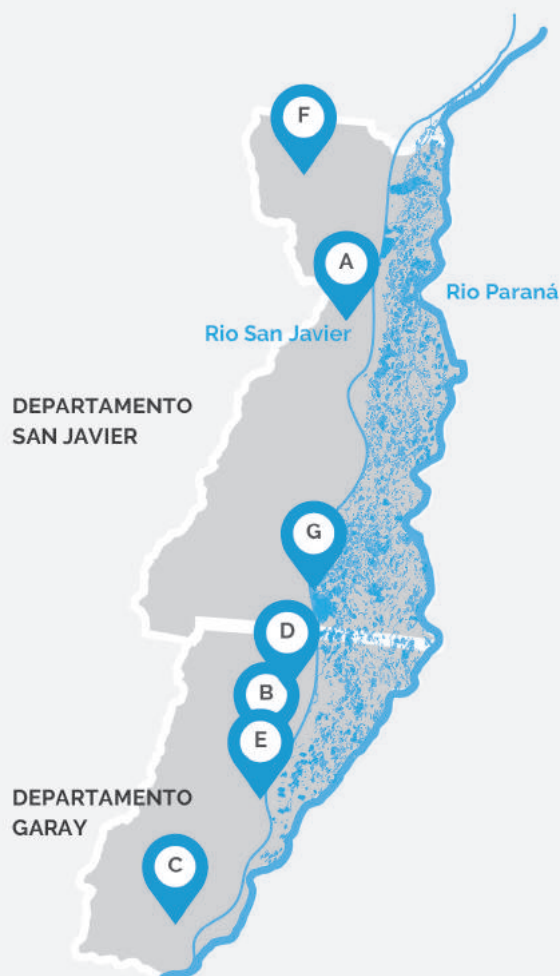 F
A
Rio Paraná
Rio San Javier
DEPARTAMENTO
SAN JAVIER
G
D
B
E
DEPARTAMENTO
GARAY
C